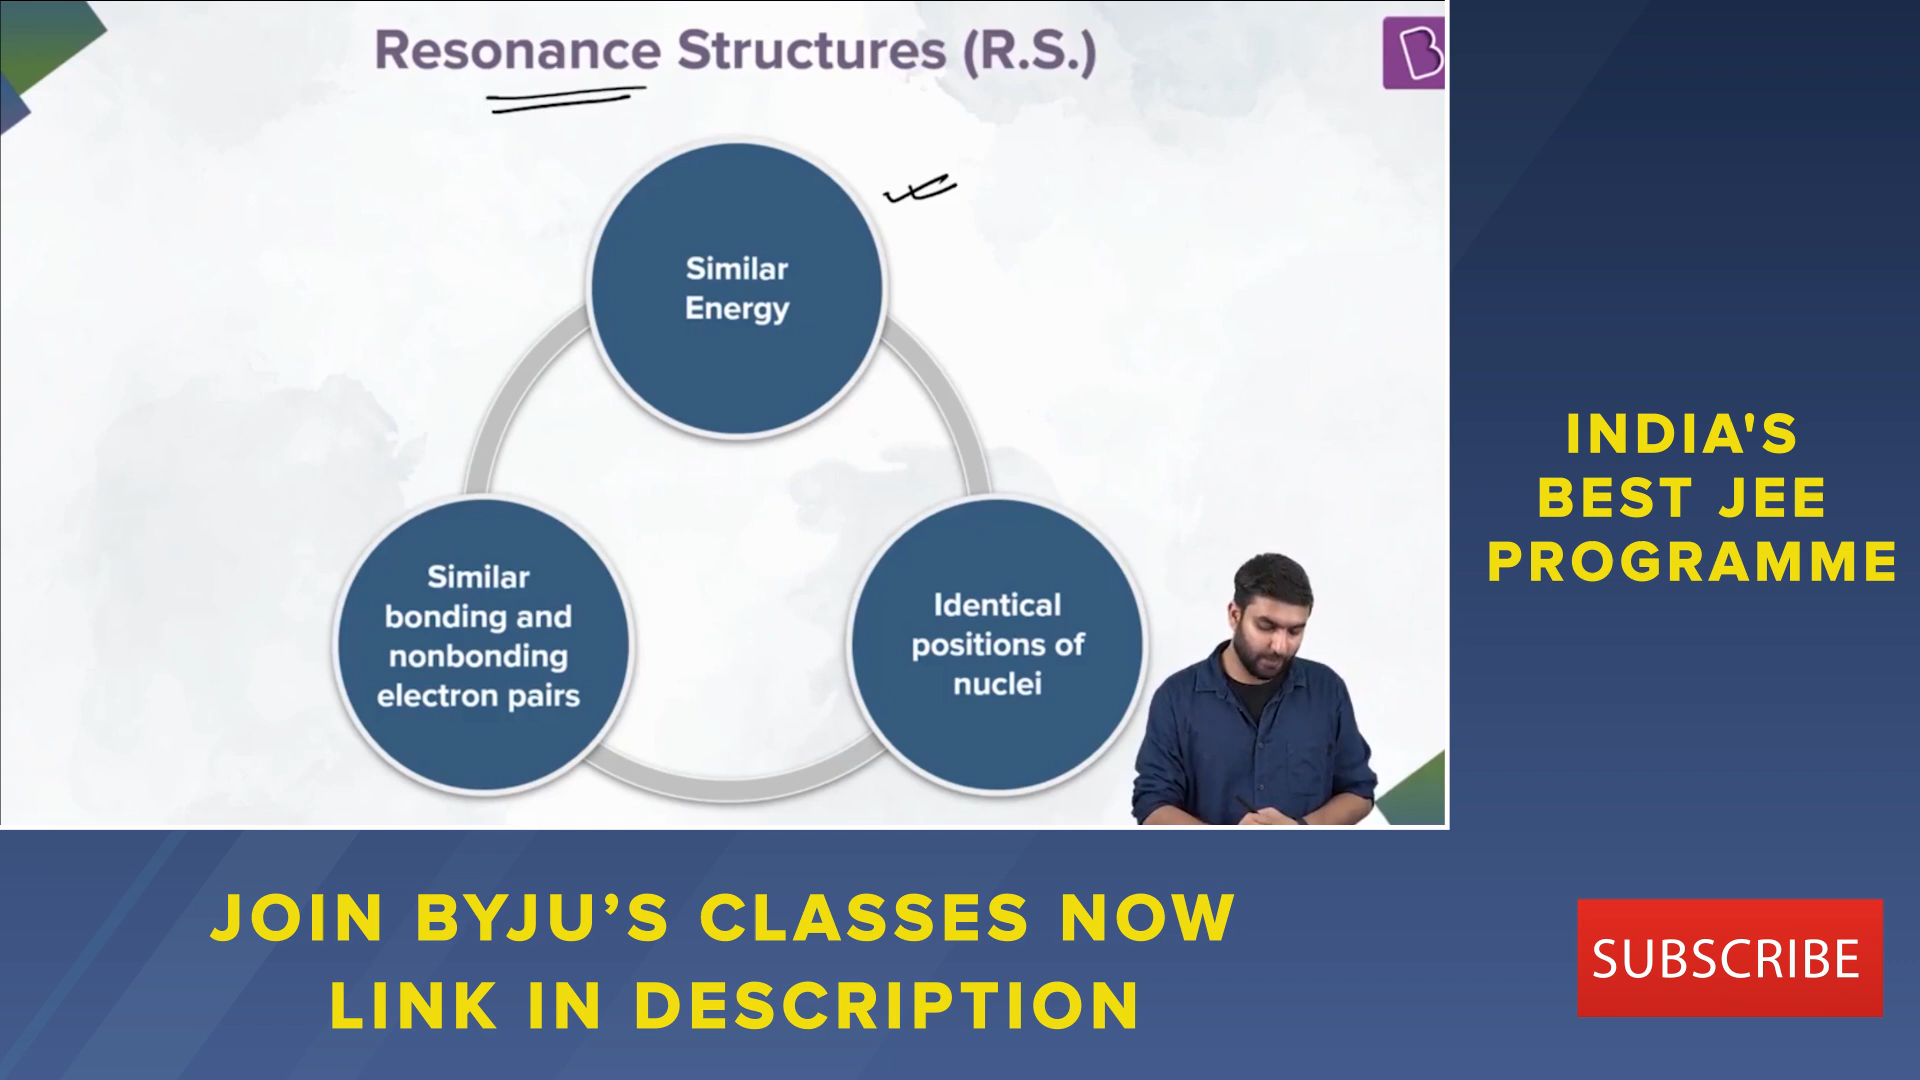 Resonance Structures (R.S.)
B
Similar
Energy
Similar
bonding and
nonbonding
electron pairs
Identical
positions of
nuclei
INDIA'S
BEST JEE
PROGRAMME
JOIN BYJU’S CLASSES NOW
LINK IN DESCRIPTION
SUBSCRIBE